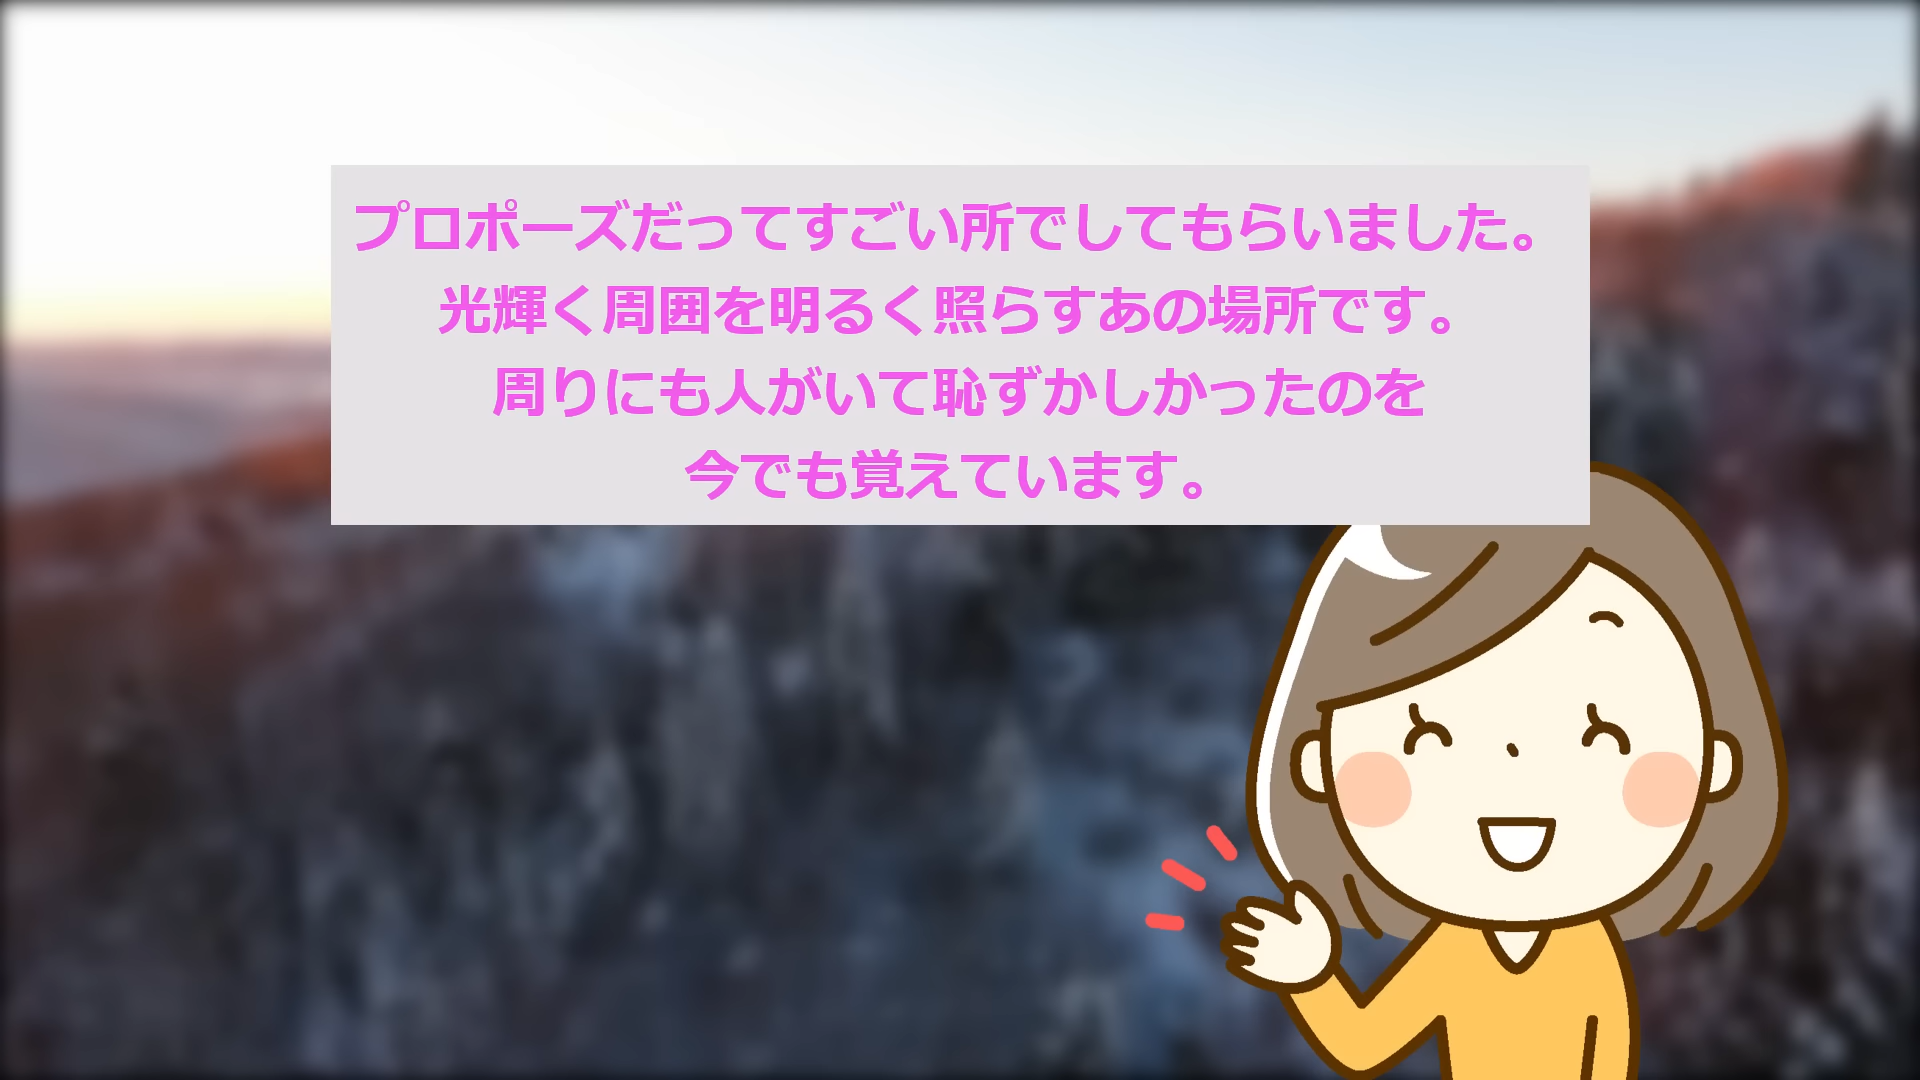 プロポーズだってすごい所でしてもらいました。
光輝く周囲を明るく照らすあの場所です。
周りにも人がいて恥ずかしかったのを
今でも覚えています。